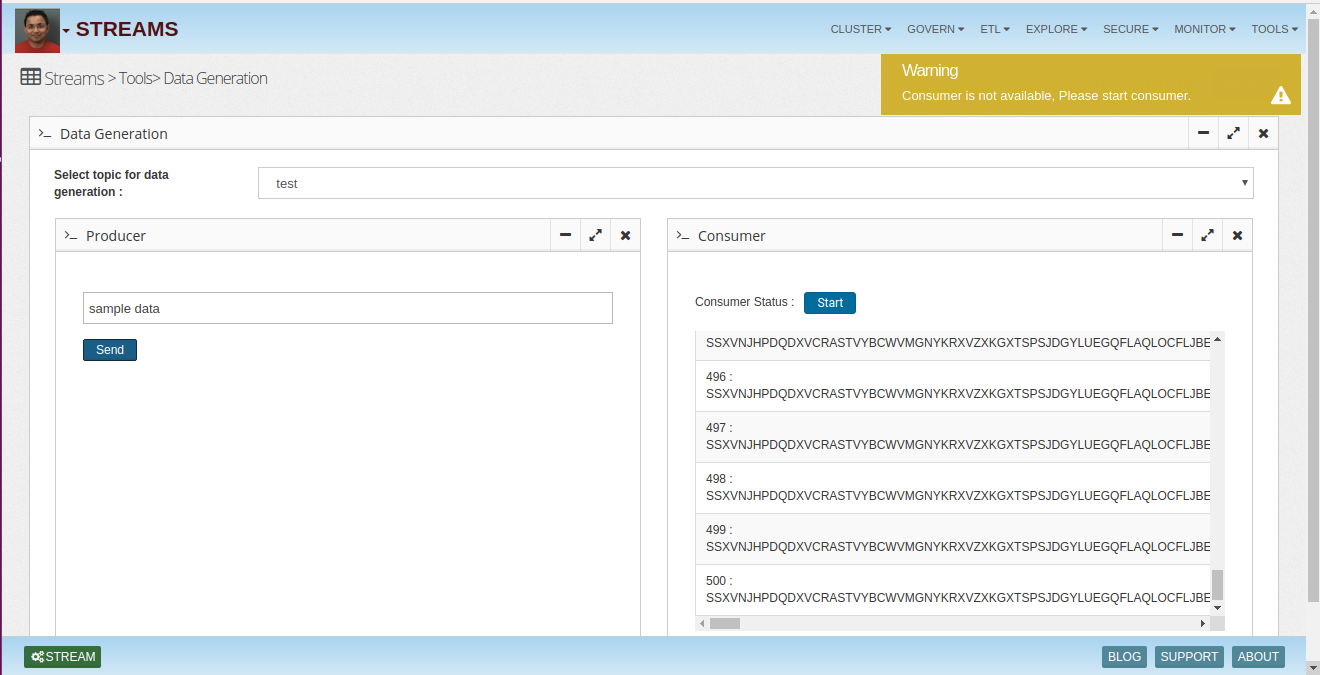 STREAMS
CLUSTER GOVERN ETL EXPLORE SECURE MONITOR TOOLS
Streams > Tools> Data Generation
Warning
Consumer is not available, Please start consumer.
>_ Data Generation
Select topic for data
generation :
test
>_ Producer
sample data
Send
>_ Consumer
Consumer Status :
Start
SSXVNJHPDQDXVCRASTVYBCWVMGNYKRXVZXKGXTSPSJDGYLUEGQFLAQLOCFLJBE
496 :
SSXVNJHPDQDXVCRASTVYBCWVMGNYKRXVZXKGXTSPSJDGYLUEGQFLAQLOCFLJBE
497 :
SSXVNJHPDQDXVCRASTVYBCWVMGNYKRXVZXKGXTSPSJDGYLUEGQFLAQLOCFLJBE
498 :
SSXVNJHPDQDXVCRASTVYBCWVMGNYKRXVZXKGXTSPSJDGYLUEGQFLAQLOCFLJBE
499 :
SSXVNJHPDQDXVCRASTVYBCWVMGNYKRXVZXKGXTSPSJDGYLUEGQFLAQLOCFLJBE
500 :
SSXVNJHPDQDXVCRASTVYBCWVMGNYKRXVZXKGXTSPSJDGYLUEGQFLAQLOCFLJBE
STREAM
BLOG SUPPORT ABOUT